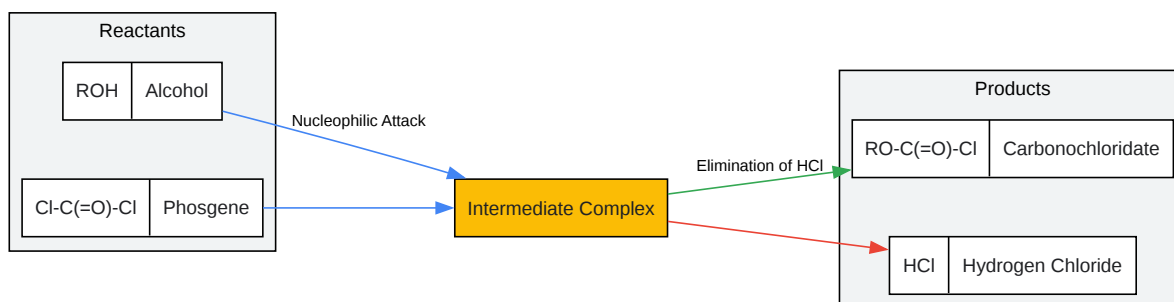 Reactants
ROH Alcohol
Nucleophilic Attack
Cl-C(=O)-Cl Phosgene
Intermediate Complex
Elimination of HCl
Products
RO-C(=O)-Cl Carbonochloridate
HCl Hydrogen Chloride